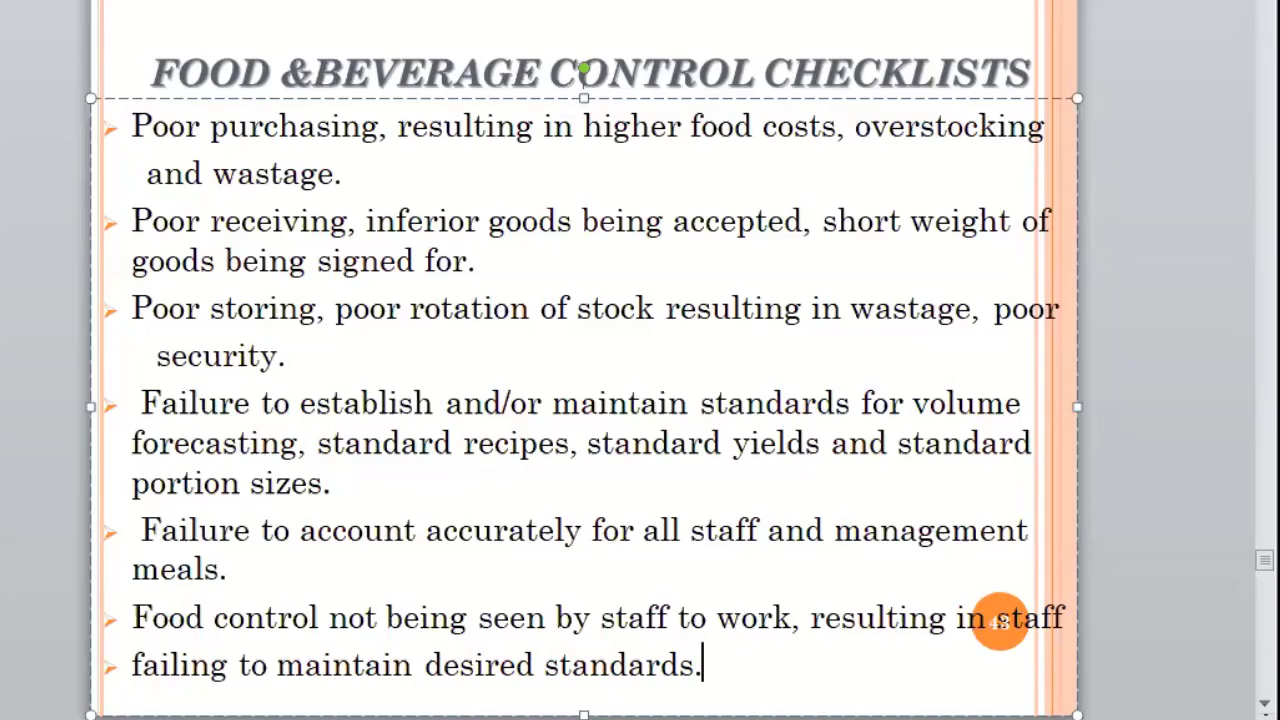 FOOD &BEVERAGE CONTROL CHECKLISTS
Poor purchasing, resulting in higher food costs, overstocking
and wastage.
Poor receiving, inferior goods being accepted, short weight of
goods being signed for.
Poor storing, poor rotation of stock resulting in wastage, poor
security.
Failure to establish and/or maintain standards for volume
forecasting, standard recipes, standard yields and standard
portion sizes.
Failure to account accurately for all staff and management
meals.
Food control not being seen by staff to work, resulting in staff
failing to maintain desired standards.